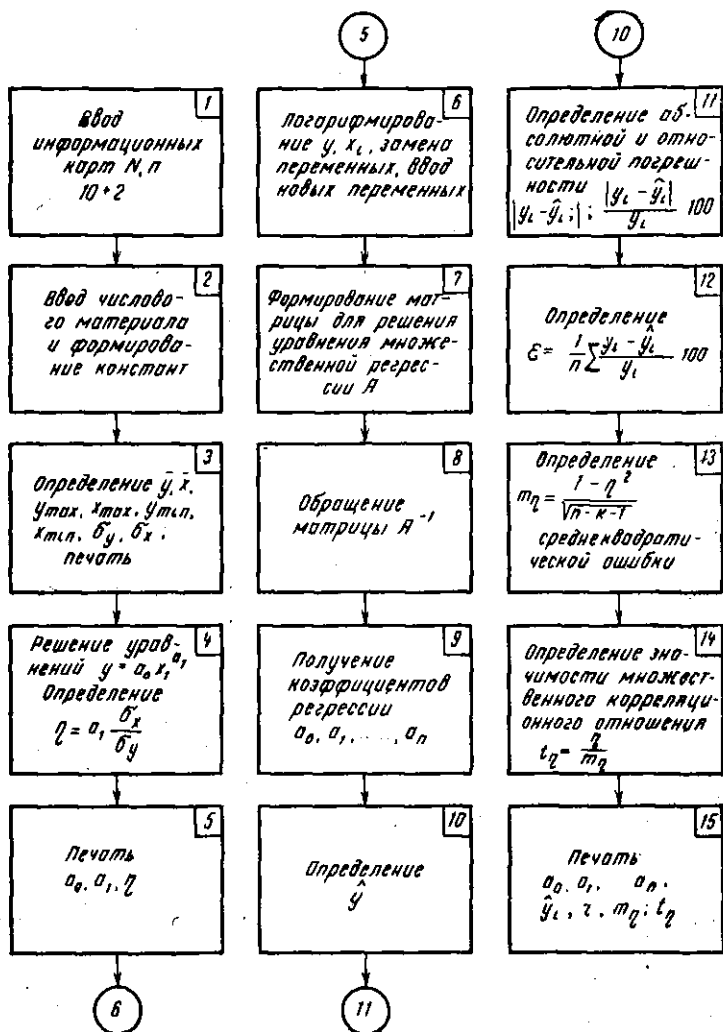 1
Ввод
информационных
карт N, п
10÷2
2
Ввод числово-
го материала
и формирова-
ние констант
3
Определение ȳ, x̄,
ymax, xmax, ymin,
xmin, σy, σx;
печать
4
Решение урав-
нений y = a₀ x₁^a₁
Определение
η = a₁ σx/σy
5
Печать
a₀, a₁, η
6
5
6
Логарифмирова-
ние y, xᵢ, замена
переменных, ввод
новых переменных
7
Формирование мат-
рицы для решения
уравнения множе-
ственной регрес-
сии A
8
Обращение
матрицы A⁻¹
9
Получение
коэффициентов
регрессии
a₀, a₁, ...., aₙ
10
Определение
ŷ
11
10
11
Определение аб-
солютной и отно-
сительной погреш-
ности
|yᵢ - ŷᵢ|; |yᵢ - ŷᵢ|/yᵢ 100
12
Определение
ε = 1/n ∑ yᵢ - ŷᵢ/yᵢ 100
13
Определение
mη = 1 - η²/√n-к-1
среднеквадрати-
ческой ошибки
14
Определение зна-
чимости множест-
венного корреляци-
онного отношения
tη = η/mη
15
Печать
a₀, a₁, aₙ,
ŷᵢ, τ, mη; tη